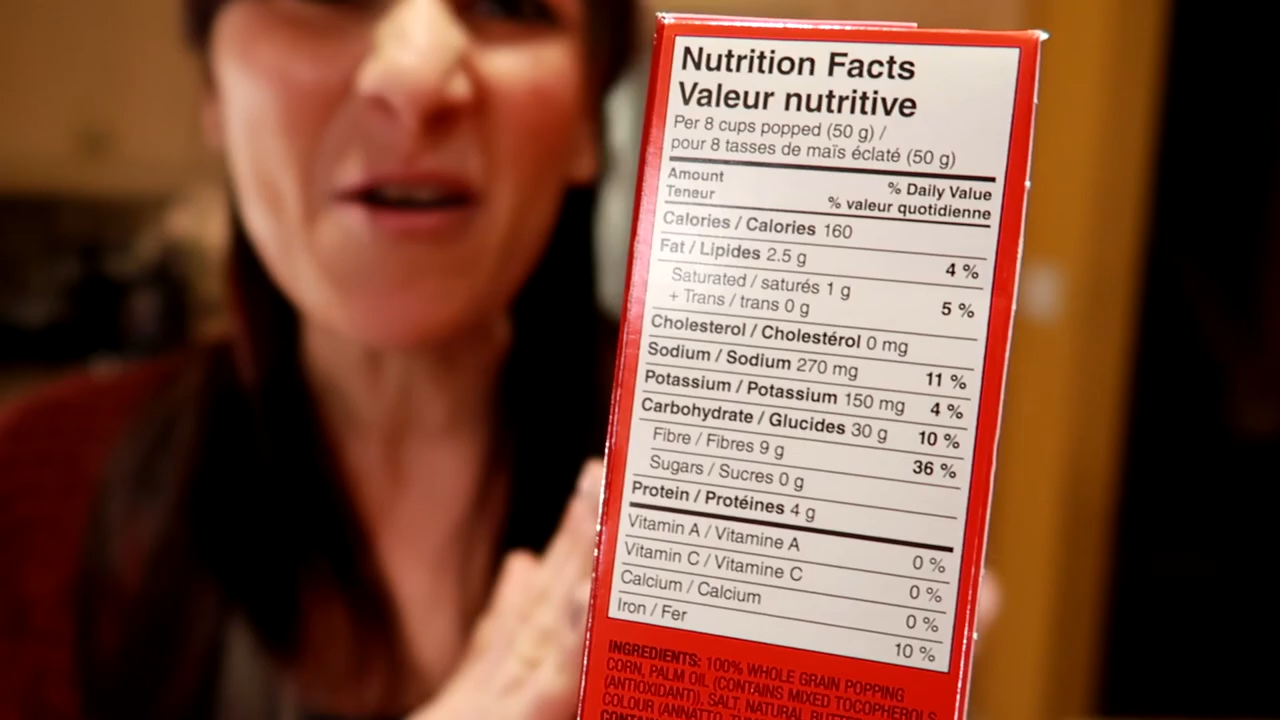 Nutrition Facts
Valeur nutritive
Per 8 cups popped (50 g) /
pour 8 tasses de maïs éclaté (50 g)
Amount
Teneur
% Daily Value
% valeur quotidienne
Calories / Calories 160
Fat / Lipides 2.5 g 4 %
Saturated / saturés 1 g
+ Trans / trans 0 g 5 %
Cholesterol / Cholestérol 0 mg
Sodium / Sodium 270 mg 11 %
Potassium / Potassium 150 mg 4 %
Carbohydrate / Glucides 30 g 10 %
Fibre / Fibres 9 g 36 %
Sugars / Sucres 0 g
Protein / Protéines 4 g
Vitamin A / Vitamine A 0 %
Vitamin C / Vitamine C 0 %
Calcium / Calcium 0 %
Iron / Fer 10 %
INGREDIENTS: 100% WHOLE GRAIN POPPING
CORN, PALM OIL (CONTAINS MIXED TOCOPHEROLS
(ANTIOXIDANT)), SALT, NATURAL
COLOUR (ANNATTO,